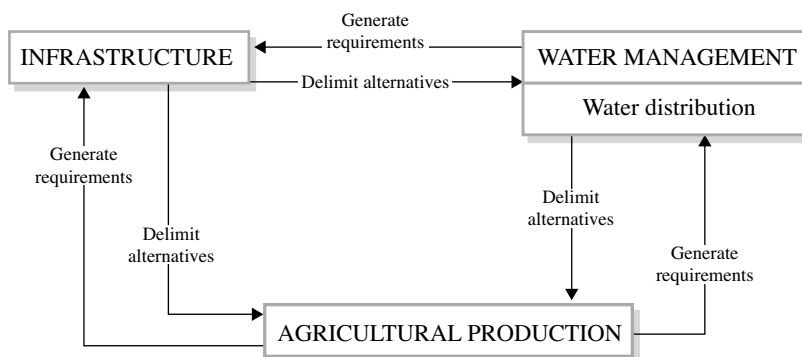 Generate
requirements
INFRASTRUCTURE
WATER MANAGEMENT
Delimit alternatives
Water distribution
Generate
requirements
Delimit
alternatives
Delimit
alternatives
Generate
requirements
AGRICULTURAL PRODUCTION